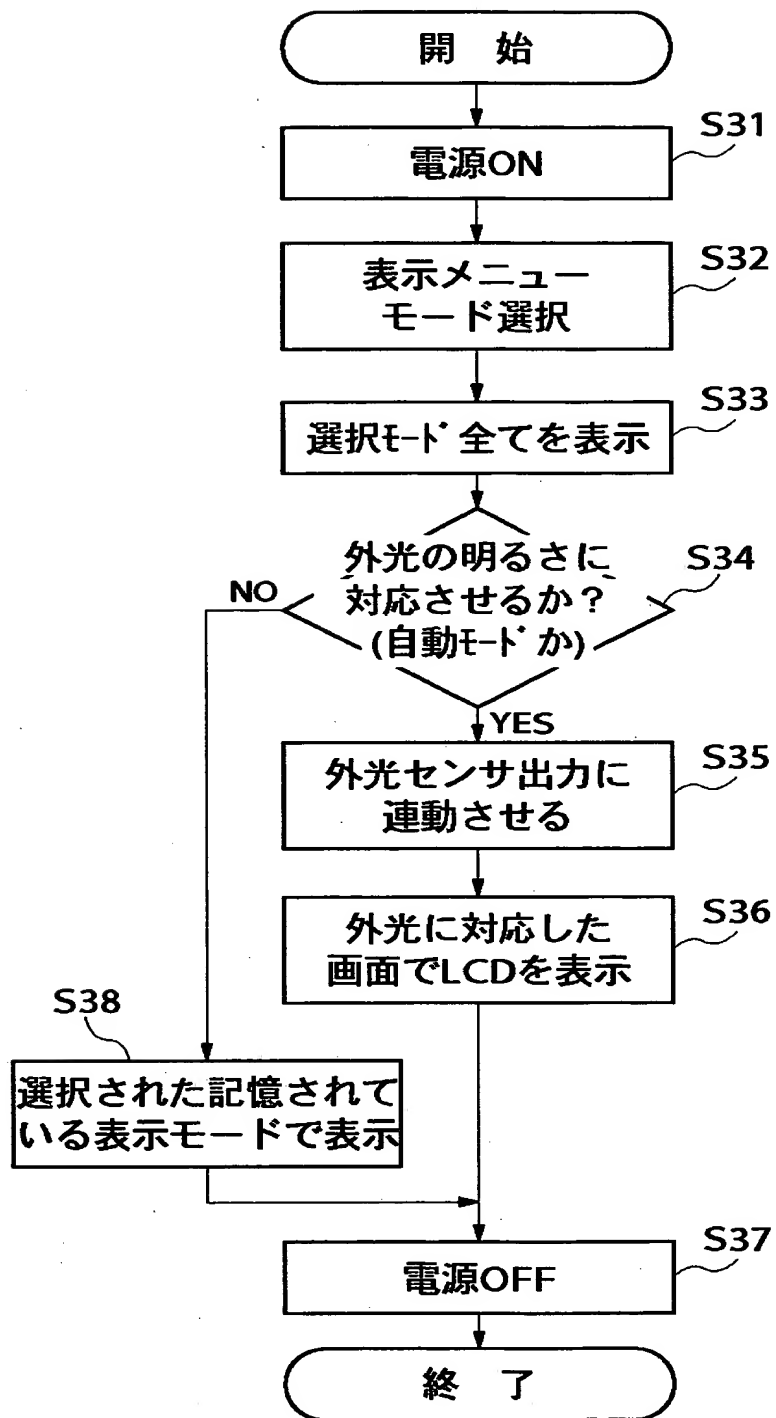 開 始
S31
電源ON
S32
表示メニュー
モード選択
S33
選択ﾓｰﾄﾞ全てを表示
S34
外光の明るさに
対応させるか？
(自動ﾓｰﾄﾞか)
NO
YES
S35
外光センサ出力に
連動させる
S36
外光に対応した
画面でLCDを表示
S38
選択された記憶されて
いる表示モードで表示
S37
電源OFF
終 了